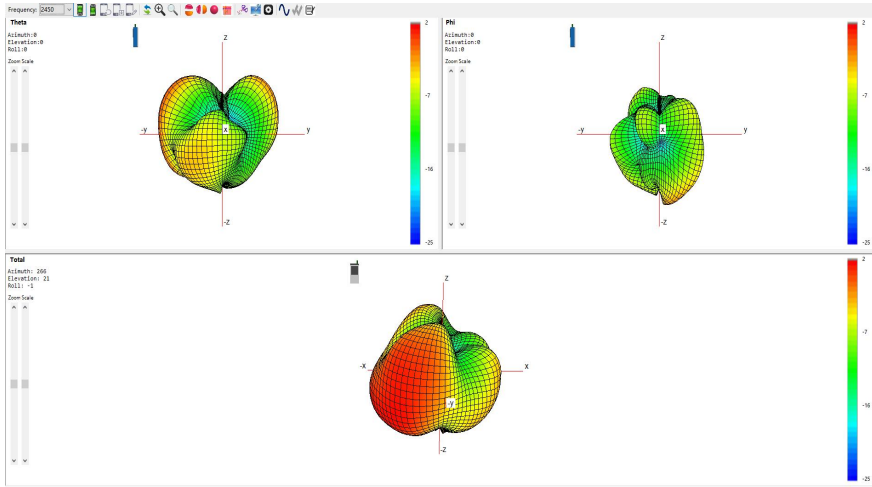 Frequency: 2450
Theta
Azimuth:0
Elevation:0
Roll:0
Zoom Scale
z
-y
x
y
-z
2
-7
-16
-25
Phi
Azimuth:0
Elevation:0
Roll:0
Zoom Scale
z
-y
x
y
-z
2
-7
-16
-25
Total
Azimuth: 266
Elevation: 21
Roll: -1
Zoom Scale
z
-x
x
-y
-z
2
-7
-16
-25